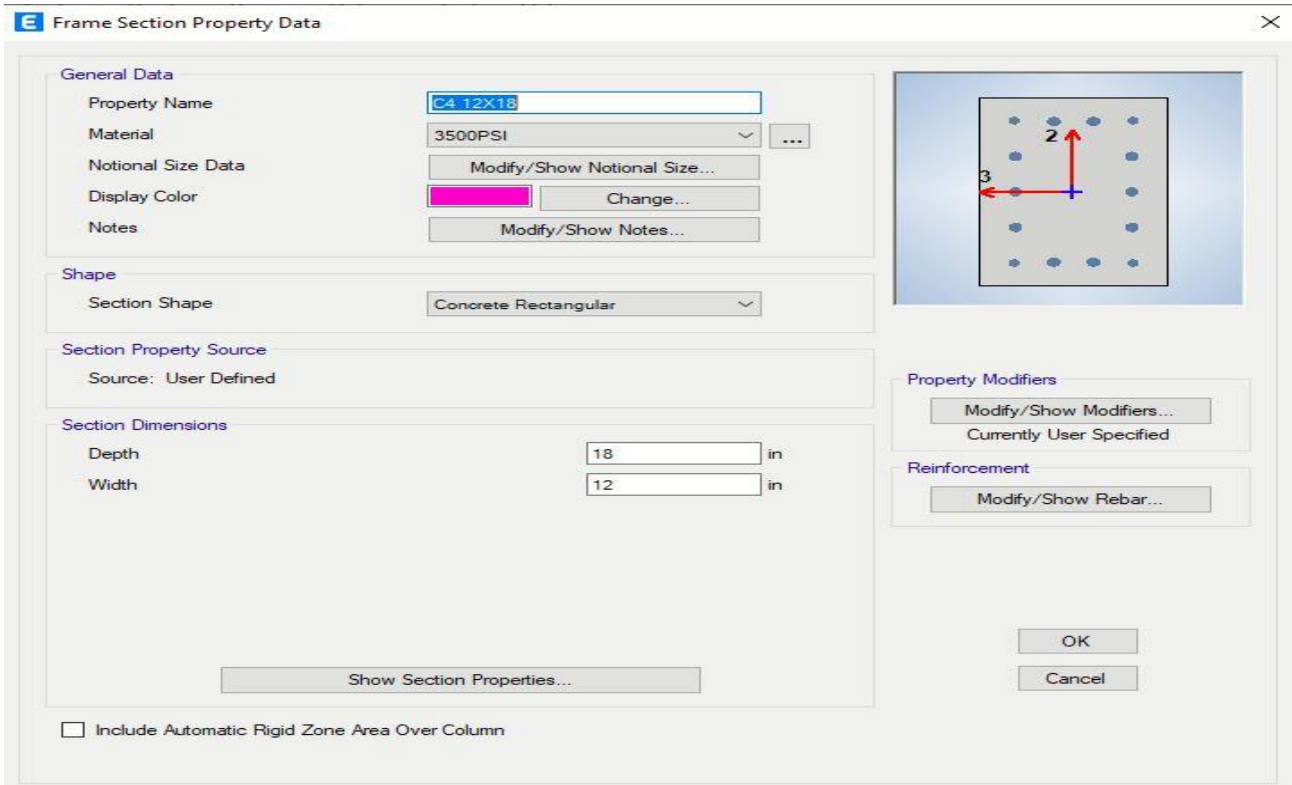 E Frame Section Property Data
General Data
Property Name C4 12X18
Material 3500PSI ...
Notional Size Data Modify/Show Notional Size...
Display Color Change...
Notes Modify/Show Notes...
2
3
Shape
Section Shape Concrete Rectangular
Section Property Source
Source: User Defined
Property Modifiers
Modify/Show Modifiers...
Currently User Specified
Section Dimensions
Depth 18 in
Width 12 in
Reinforcement
Modify/Show Rebar...
Show Section Properties...
OK
Cancel
Include Automatic Rigid Zone Area Over Column